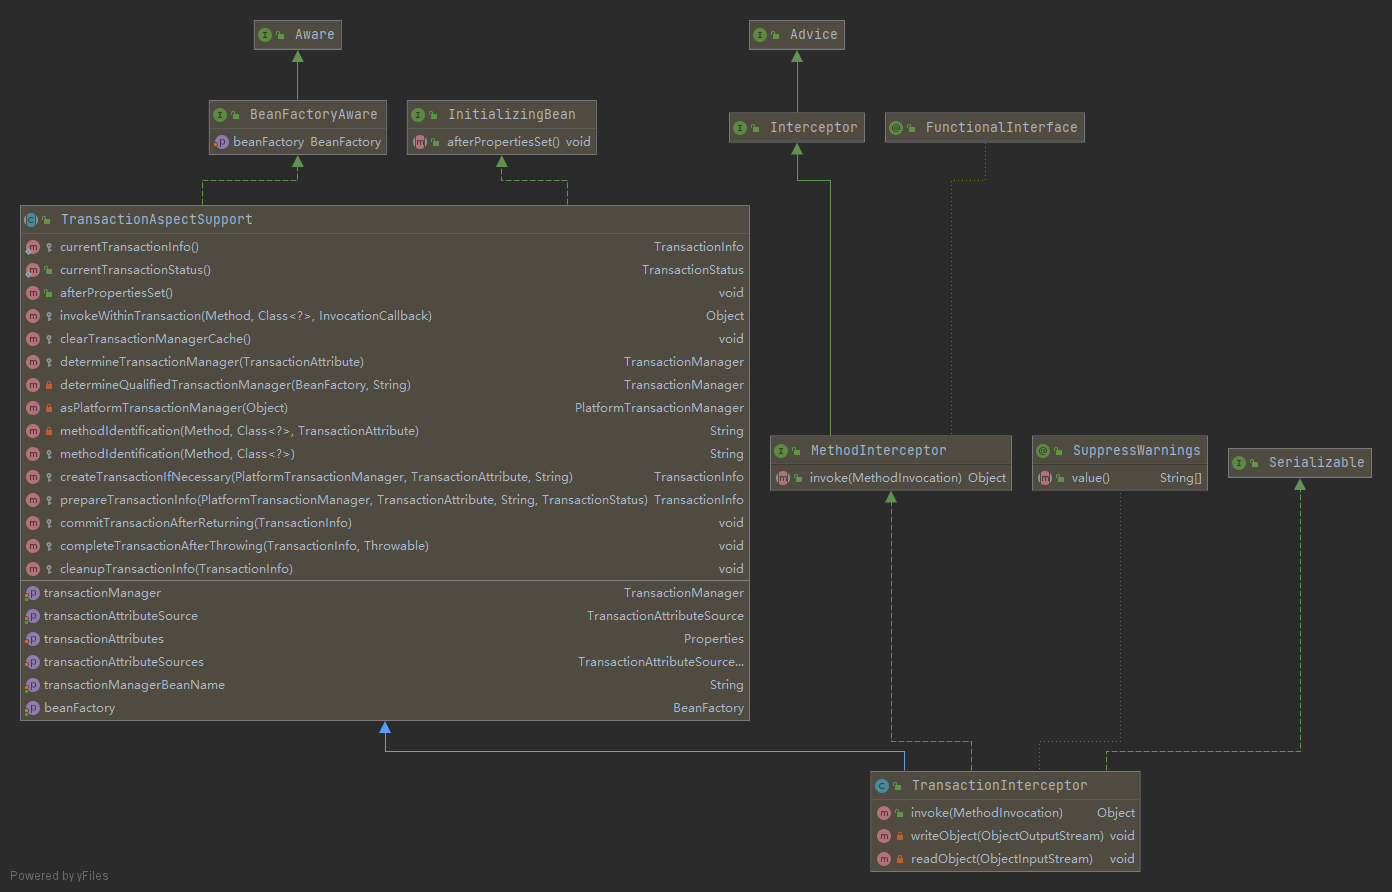 Aware
Advice
BeanFactoryAware
beanFactory BeanFactory
InitializingBean
afterPropertiesSet() void
Interceptor
FunctionalInterface
TransactionAspectSupport
currentTransactionInfo() TransactionInfo
currentTransactionStatus() TransactionStatus
afterPropertiesSet() void
invokeWithinTransaction(Method, Class<?>, InvocationCallback) Object
clearTransactionManagerCache() void
determineTransactionManager(TransactionAttribute) TransactionManager
determineQualifiedTransactionManager(BeanFactory, String) TransactionManager
asPlatformTransactionManager(Object) PlatformTransactionManager
methodIdentification(Method, Class<?>, TransactionAttribute) String
methodIdentification(Method, Class<?>) String
createTransactionIfNecessary(PlatformTransactionManager, TransactionAttribute, String) TransactionInfo
prepareTransactionInfo(PlatformTransactionManager, TransactionAttribute, String, TransactionStatus) TransactionInfo
commitTransactionAfterReturning(TransactionInfo) void
completeTransactionAfterThrowing(TransactionInfo, Throwable) void
cleanupTransactionInfo(TransactionInfo) void
transactionManager TransactionManager
transactionAttributeSource TransactionAttributeSource
transactionAttributes Properties
transactionAttributeSources TransactionAttributeSource...
transactionManagerBeanName String
beanFactory BeanFactory
MethodInterceptor
invoke(MethodInvocation) Object
SuppressWarnings
value() String[]
Serializable
TransactionInterceptor
invoke(MethodInvocation) Object
writeObject(ObjectOutputStream) void
readObject(ObjectInputStream) void
Powered by yFiles